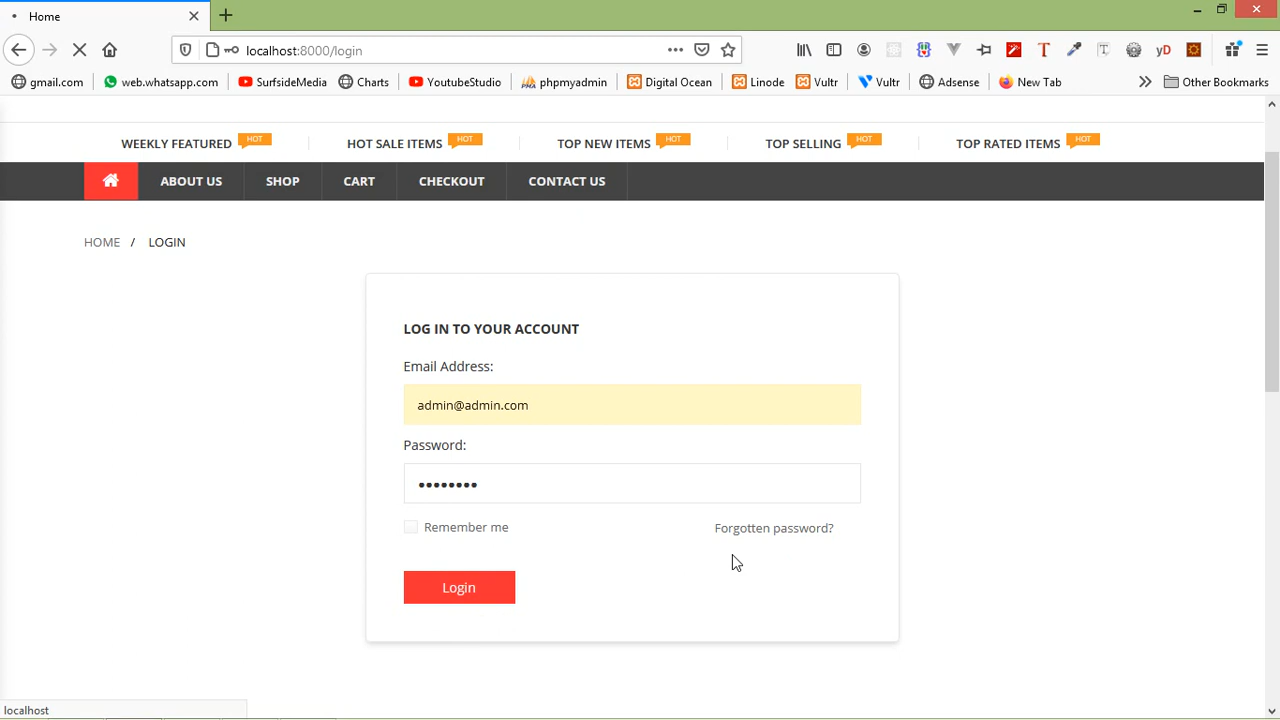 Home
localhost:8000/login
gmail.com web.whatsapp.com SurfsideMedia Charts YoutubeStudio phpmyadmin Digital Ocean Linode Vultr Vultr Adsense New Tab Other Bookmarks
WEEKLY FEATURED HOT HOT SALE ITEMS HOT TOP NEW ITEMS HOT TOP SELLING HOT TOP RATED ITEMS HOT
ABOUT US SHOP CART CHECKOUT CONTACT US
HOME / LOGIN
LOG IN TO YOUR ACCOUNT
Email Address:
admin@admin.com
Password:
••••••••
Remember me Forgotten password?
Login
localhost